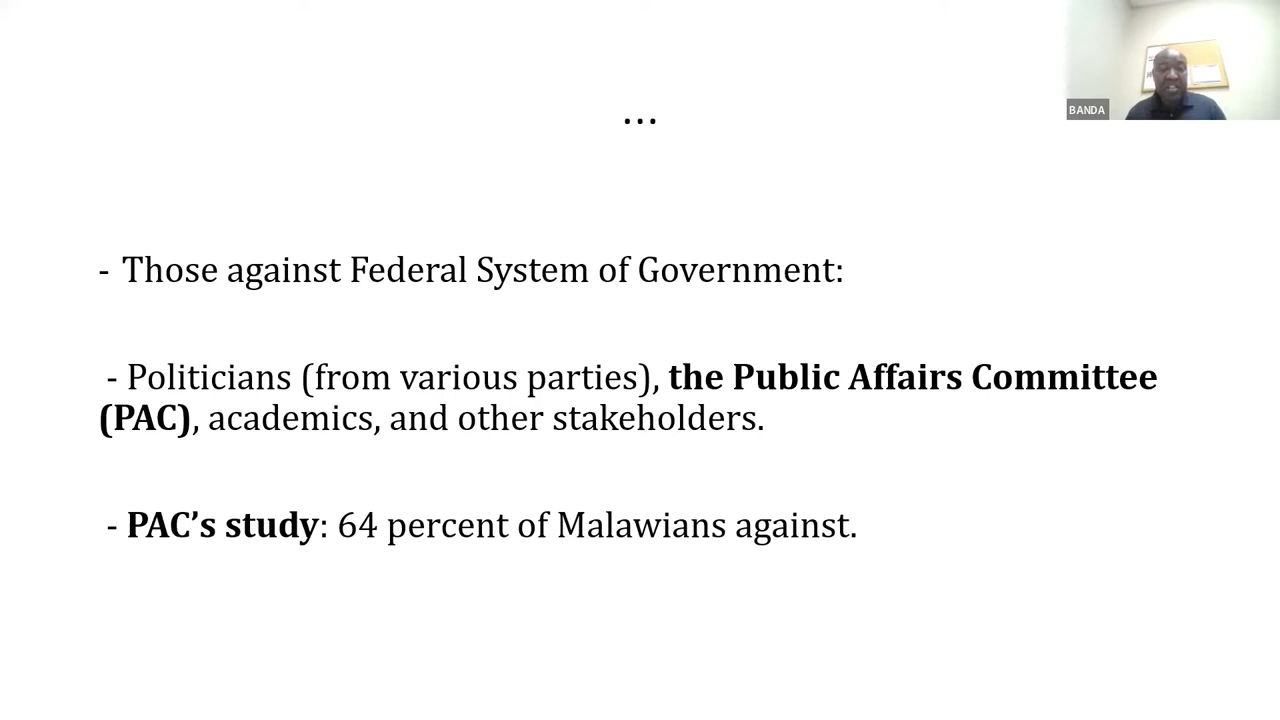 BANDA
...
- Those against Federal System of Government:
- Politicians (from various parties), the Public Affairs Committee
(PAC), academics, and other stakeholders.
- PAC’s study: 64 percent of Malawians against.